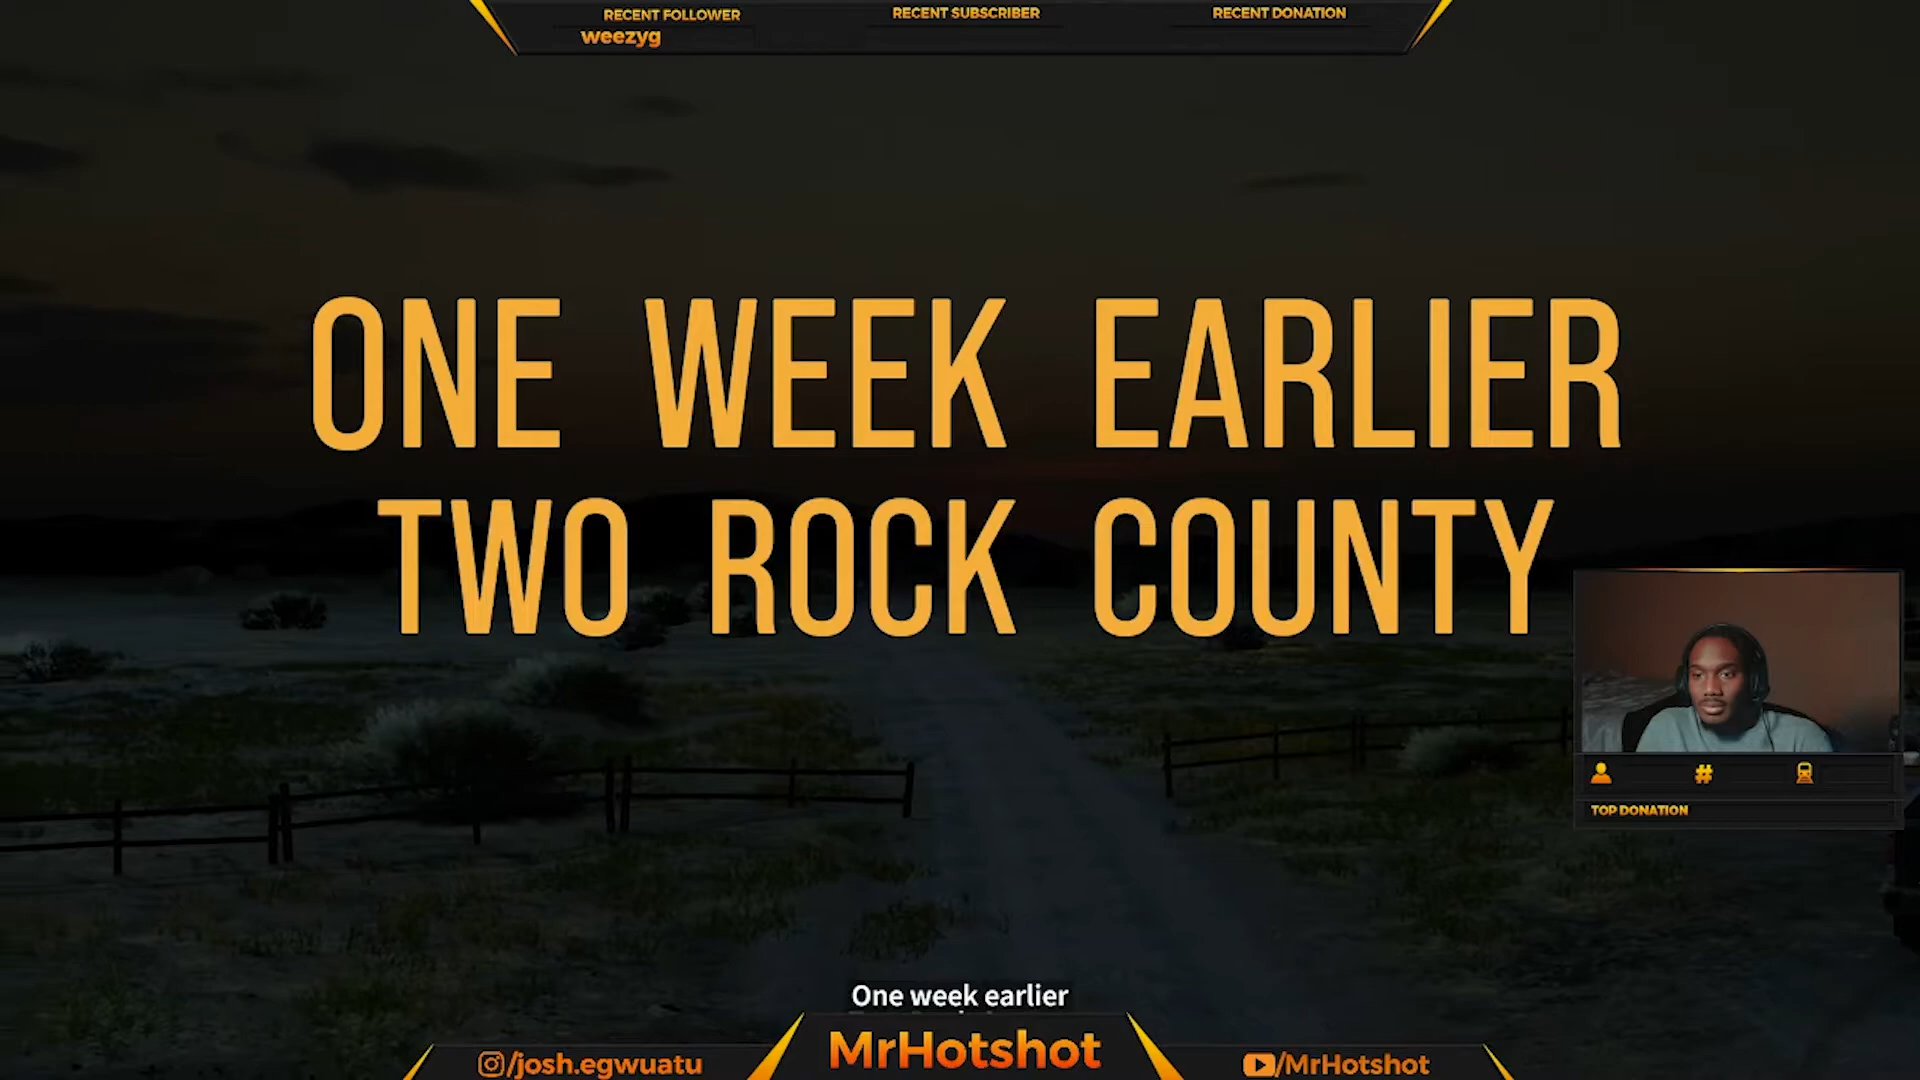 RECENT FOLLOWER
weezyg
RECENT SUBSCRIBER
RECENT DONATION
ONE WEEK EARLIER
TWO ROCK COUNTY
#
TOP DONATION
One week earlier
/josh.egwuatu
MrHotshot
/MrHotshot